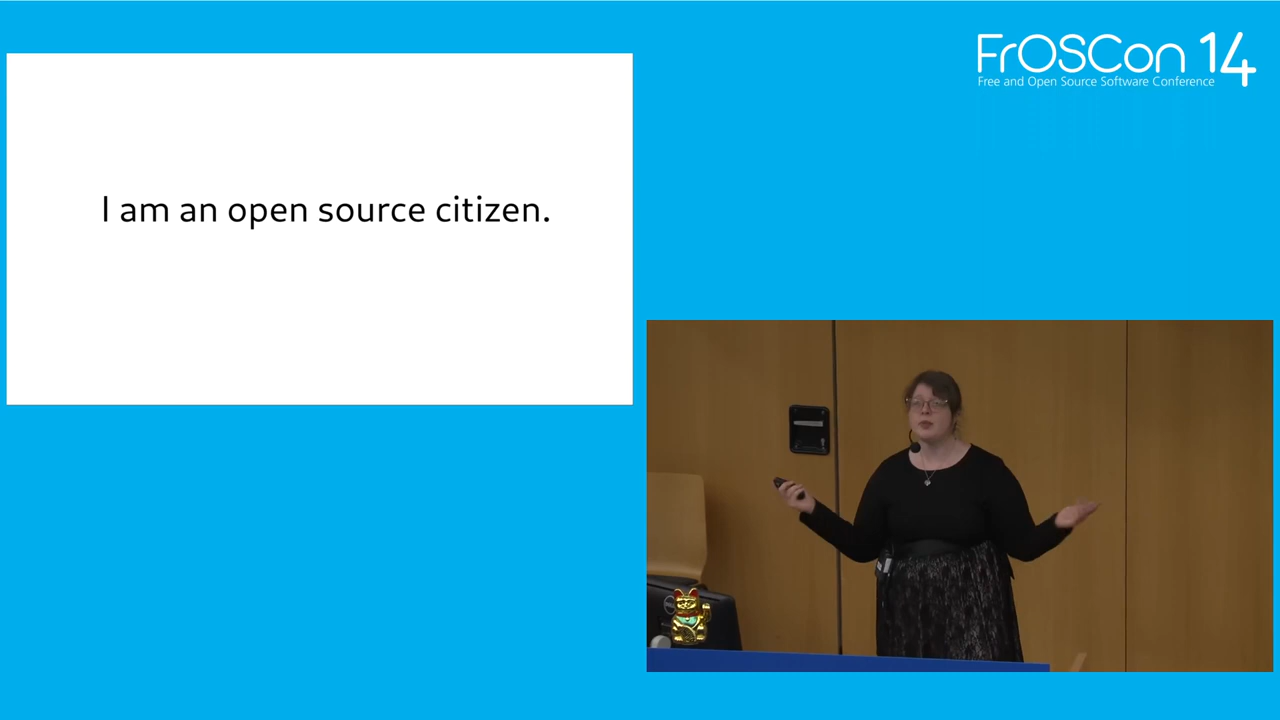 FrOSCon 14
Free and Open Source Software Conference
I am an open source citizen.